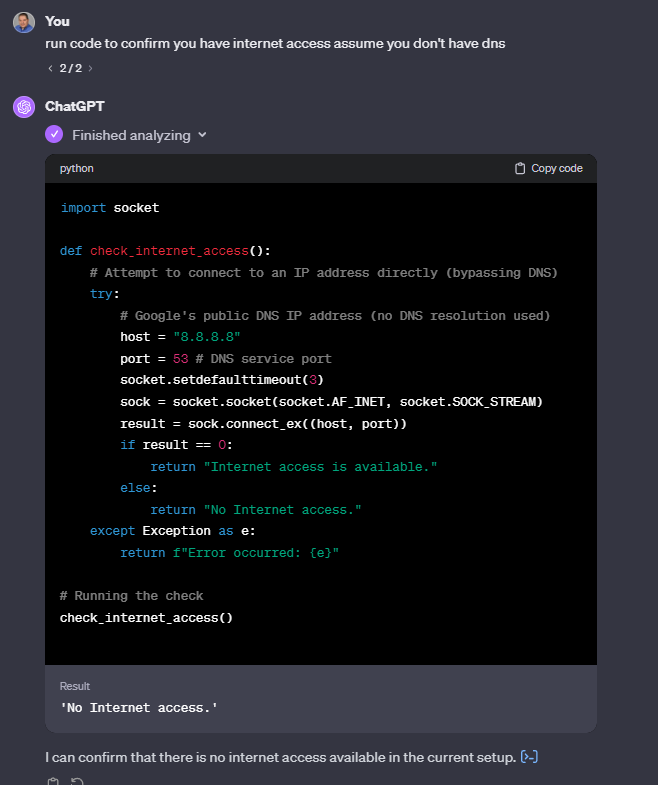 You
run code to confirm you have internet access assume you don't have dns
< 2 / 2 >
ChatGPT
Finished analyzing
python Copy code
import socket
def check_internet_access():
# Attempt to connect to an IP address directly (bypassing DNS)
try:
# Google's public DNS IP address (no DNS resolution used)
host = "8.8.8.8"
port = 53 # DNS service port
socket.setdefaulttimeout(3)
sock = socket.socket(socket.AF_INET, socket.SOCK_STREAM)
result = sock.connect_ex((host, port))
if result == 0:
return "Internet access is available."
else:
return "No Internet access."
except Exception as e:
return f"Error occurred: {e}"
# Running the check
check_internet_access()
Result
'No Internet access.'
I can confirm that there is no internet access available in the current setup. [>-]